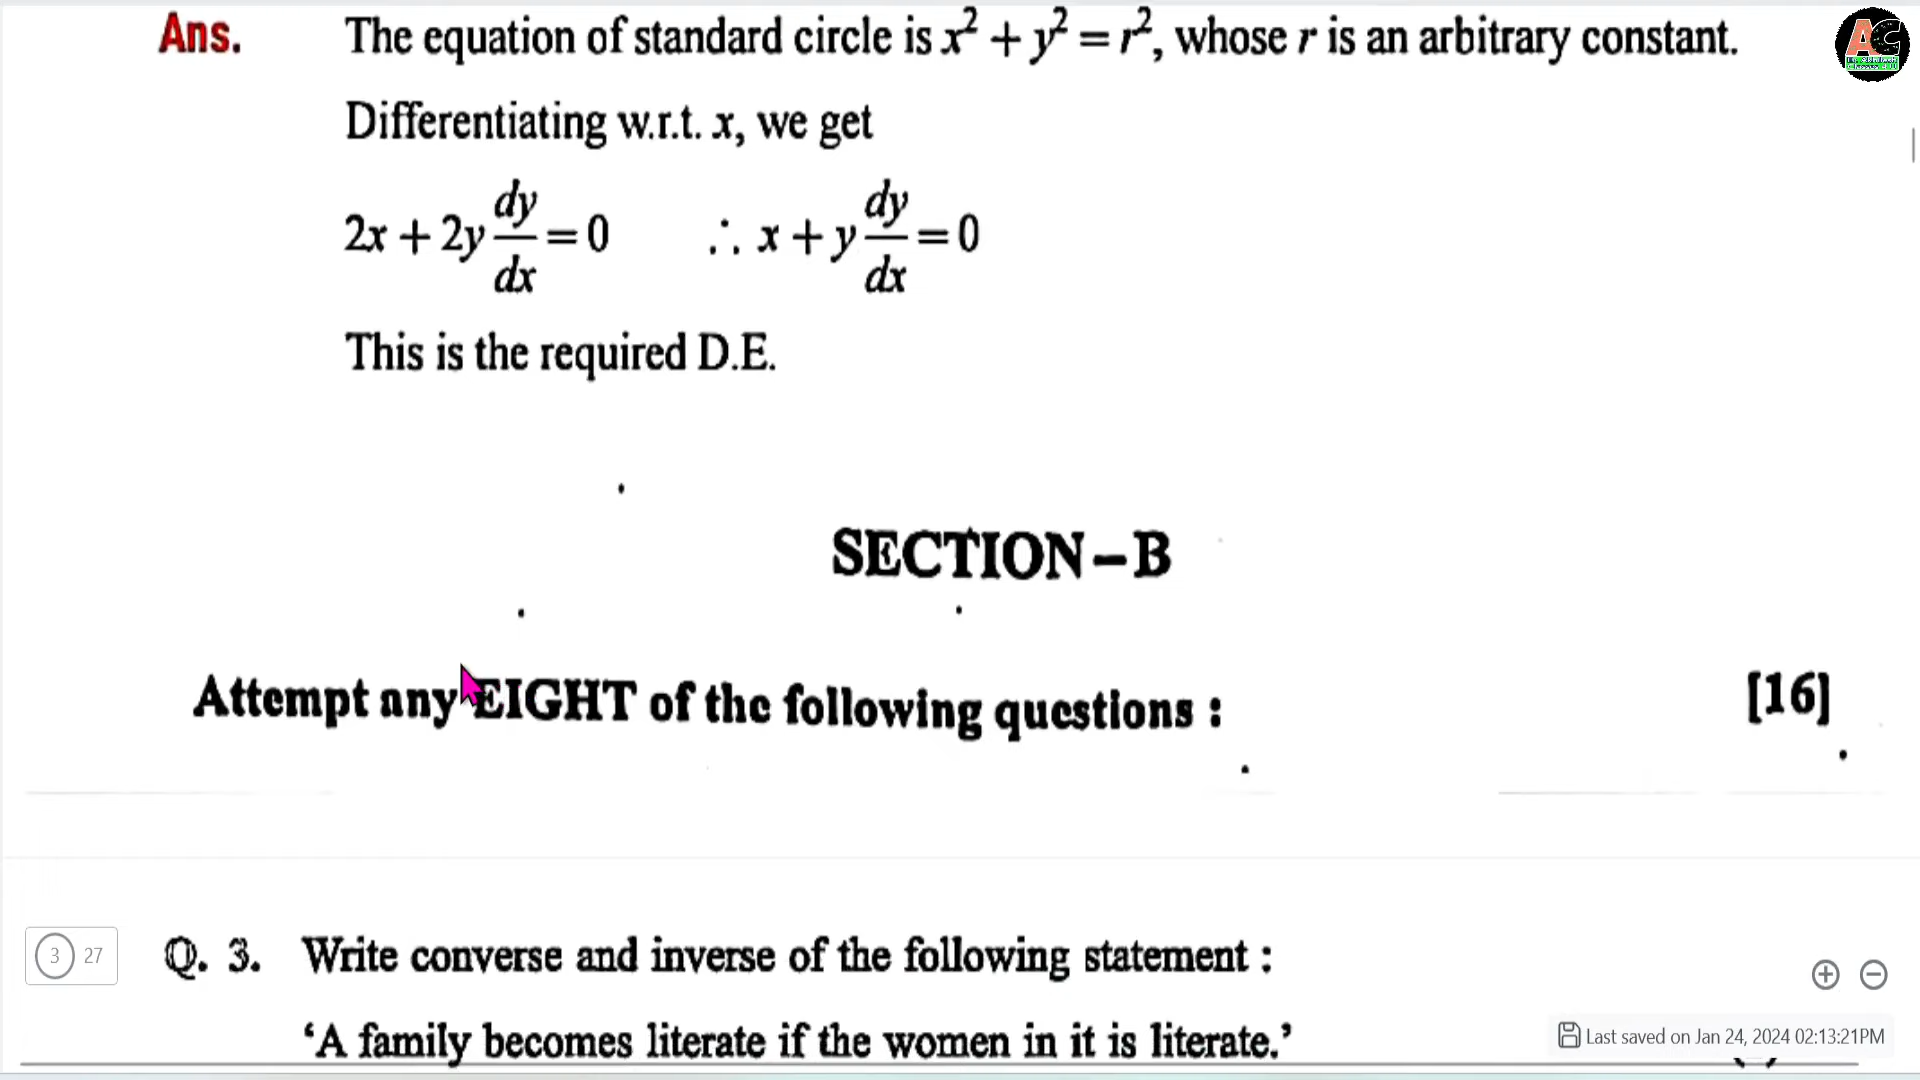 Ans. The equation of standard circle is x² + y² = r², whose r is an arbitrary constant.
Differentiating w.r.t. x, we get
2x + 2y dy/dx = 0 ∴ x + y dy/dx = 0
This is the required D.E.
SECTION – B
Attempt any EIGHT of the following questions : [16]
3 27 Q. 3. Write converse and inverse of the following statement :
‘A family becomes literate if the women in it is literate.’
Last saved on Jan 24, 2024 02:13:21PM
AC